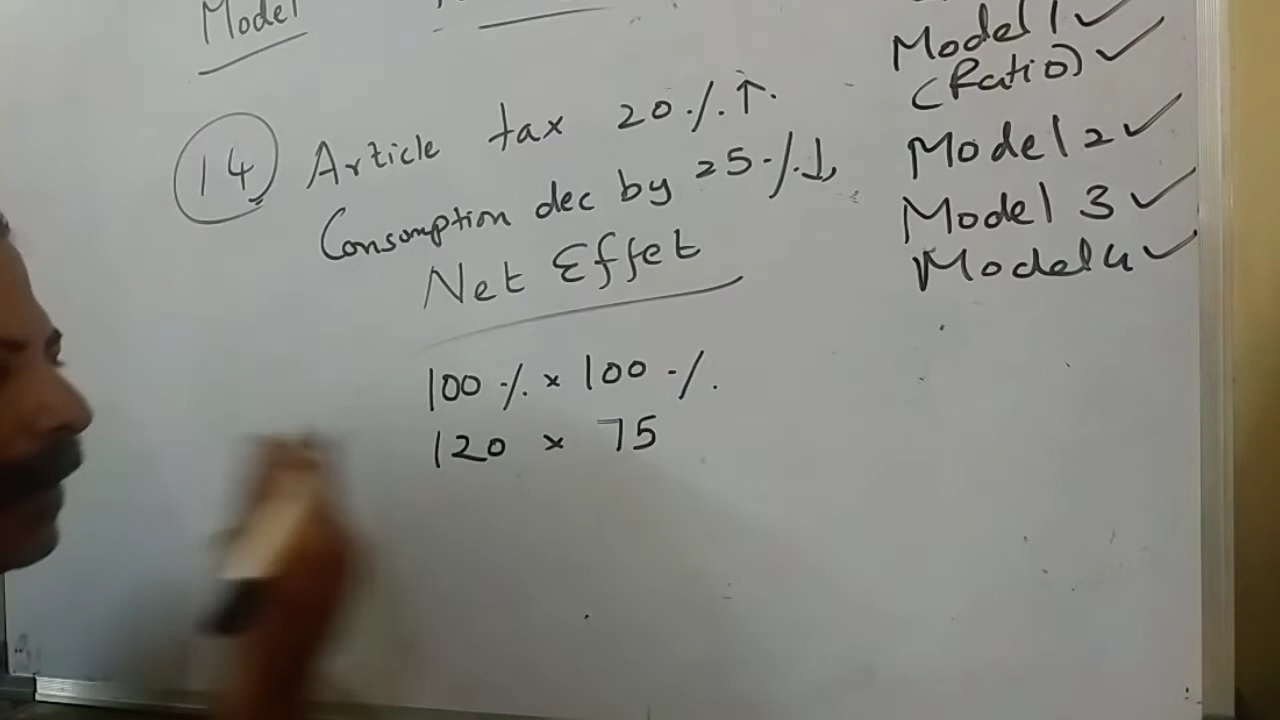 Model
Model 1 ✓
(Ratio) ✓
Model 2 ✓
Model 3 ✓
Model 4 ✓
14 Article tax 20% ↑.
Consumption dec by 25% ↓,
Net Effet
100% × 100%.
120 × 75